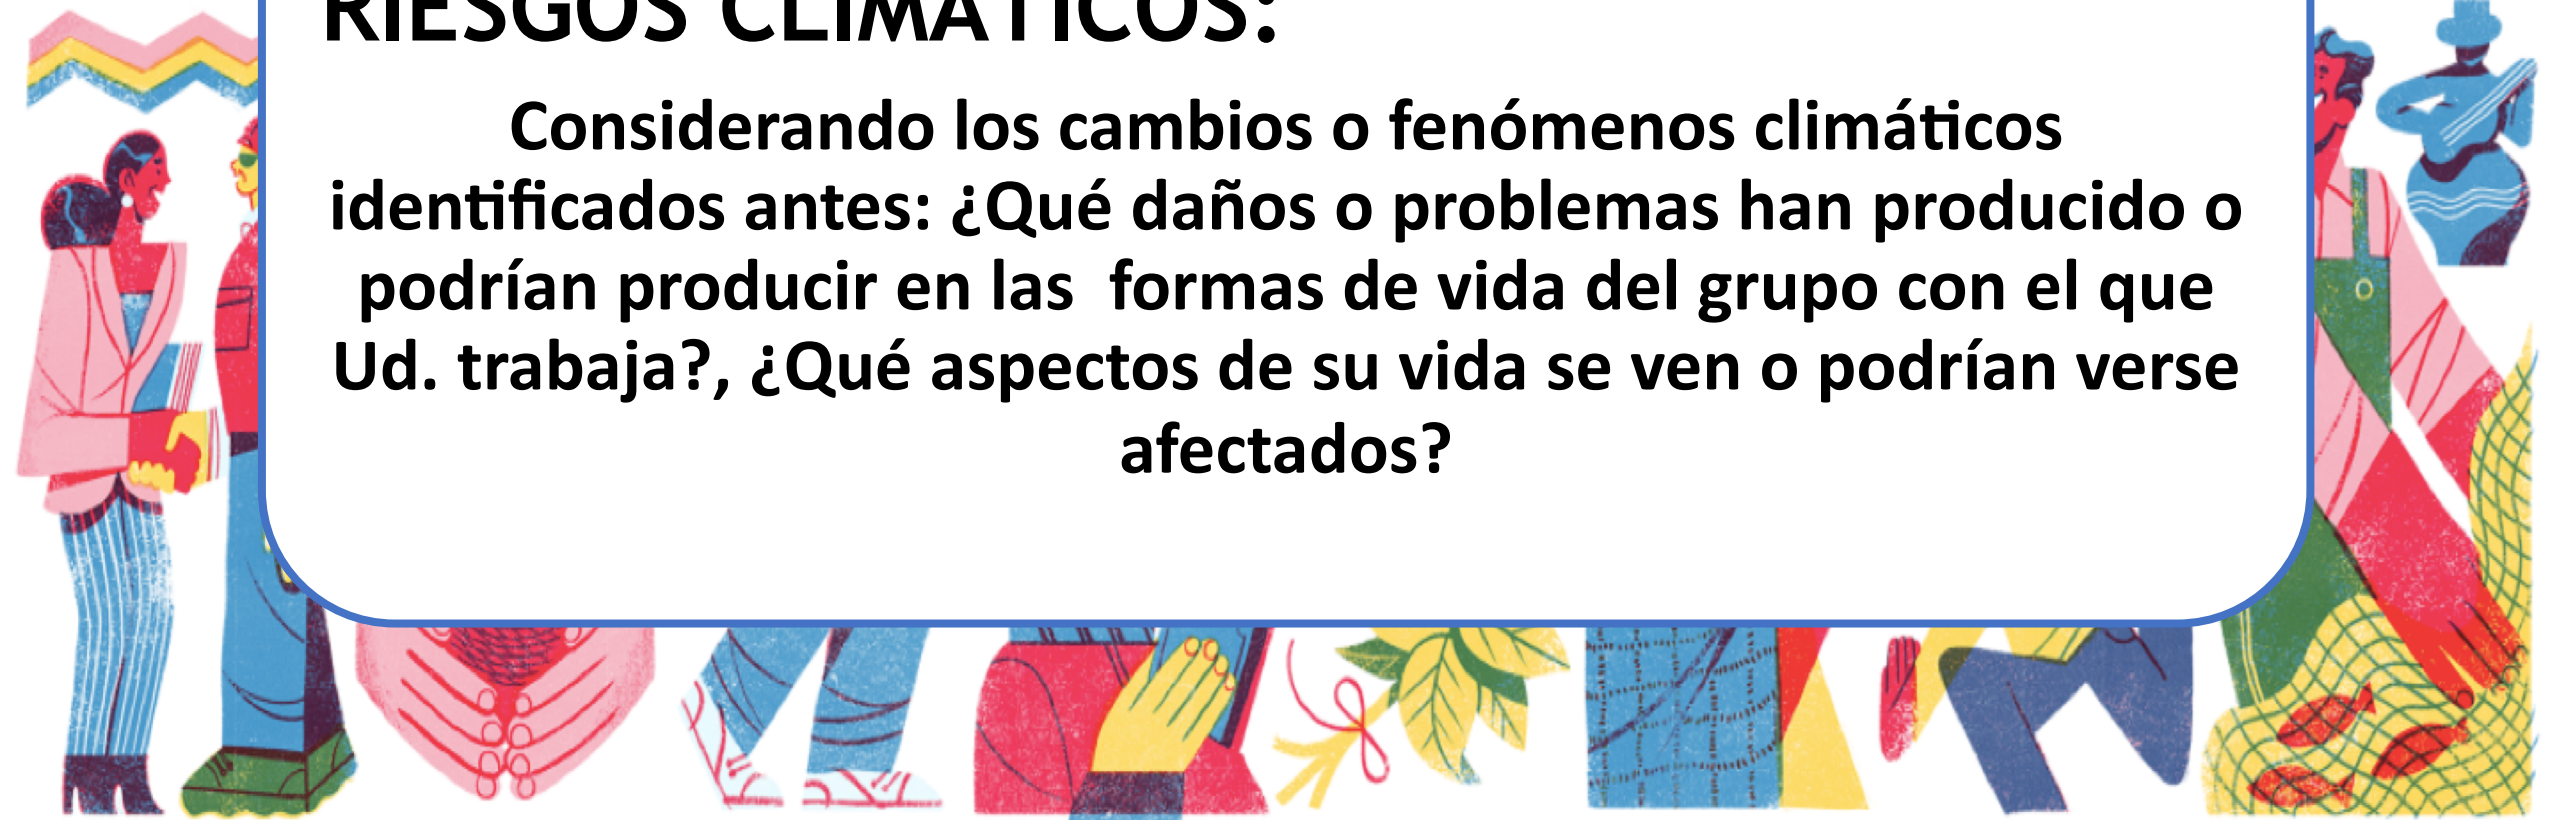 RIESGOS CLIMÁTICOS:
Considerando los cambios o fenómenos climáticos
identificados antes: ¿Qué daños o problemas han producido o
podrían producir en las  formas de vida del grupo con el que
Ud. trabaja?, ¿Qué aspectos de su vida se ven o podrían verse
afectados?